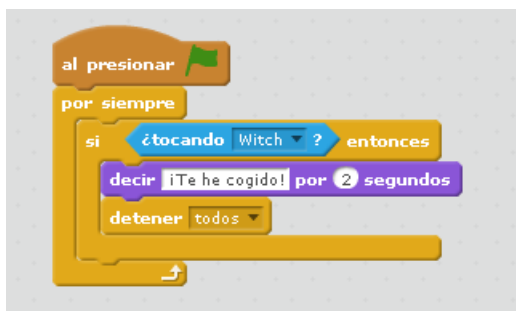 al presionar
por siempre
si ¿tocando Witch ? entonces
decir ¡Te he cogido! por 2 segundos
detener todos